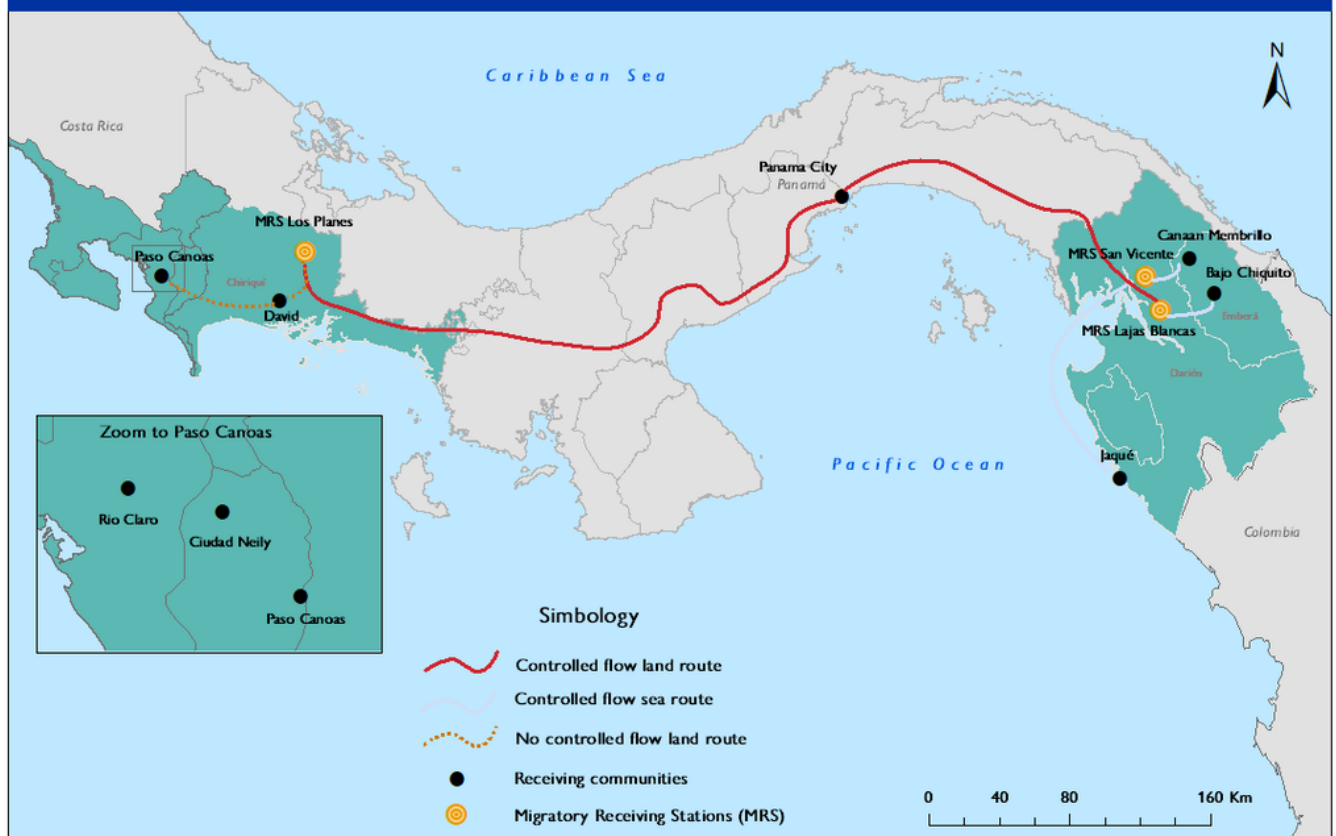 Caribbean Sea
N
Costa Rica
Panama City
Panamá
MRS Los Planes
Paso Canoas
Chiriquí
David
Canaan Membrillo
MRS San Vicente
Bajo Chiquito
Emberá
MRS Lajas Blancas
Darién
Jaqué
Pacific Ocean
Colombia
Zoom to Paso Canoas
Rio Claro
Ciudad Neily
Paso Canoas
Simbology
Controlled flow land route
Controlled flow sea route
No controlled flow land route
Receiving communities
Migratory Receiving Stations (MRS)
0 40 80 160 Km